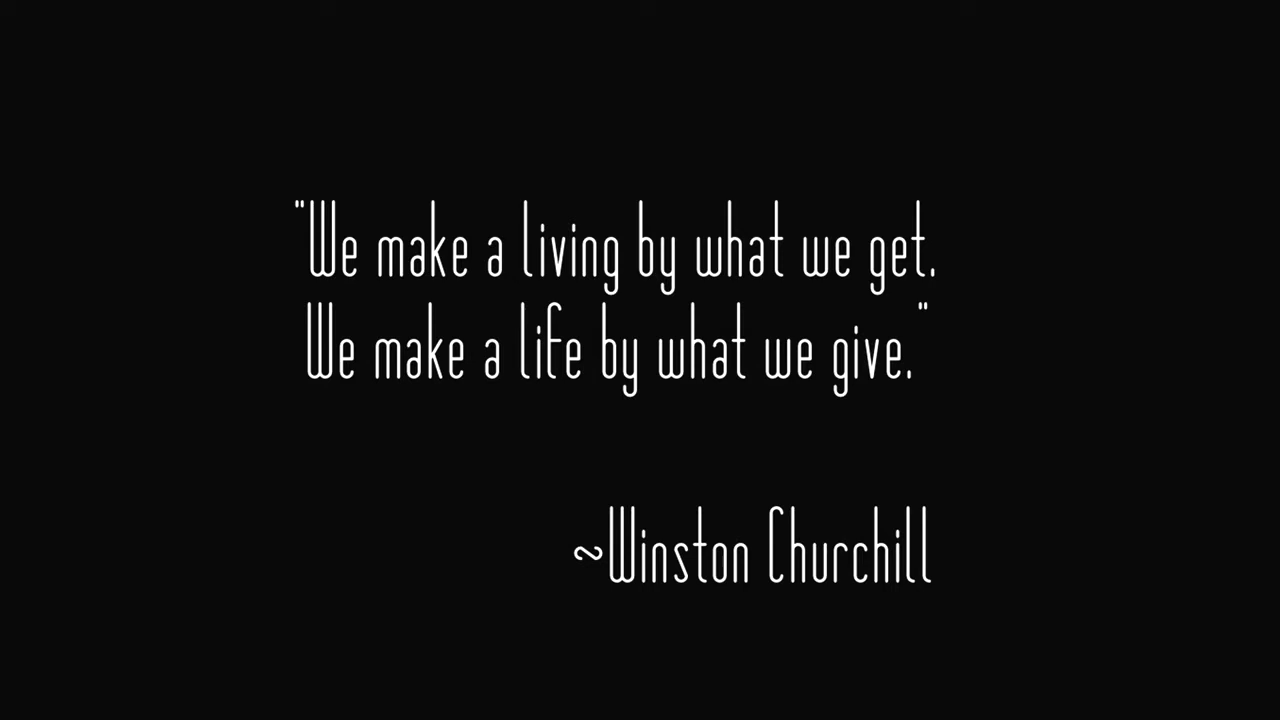 "We make a living by what we get.
We make a life by what we give."
~Winston Churchill